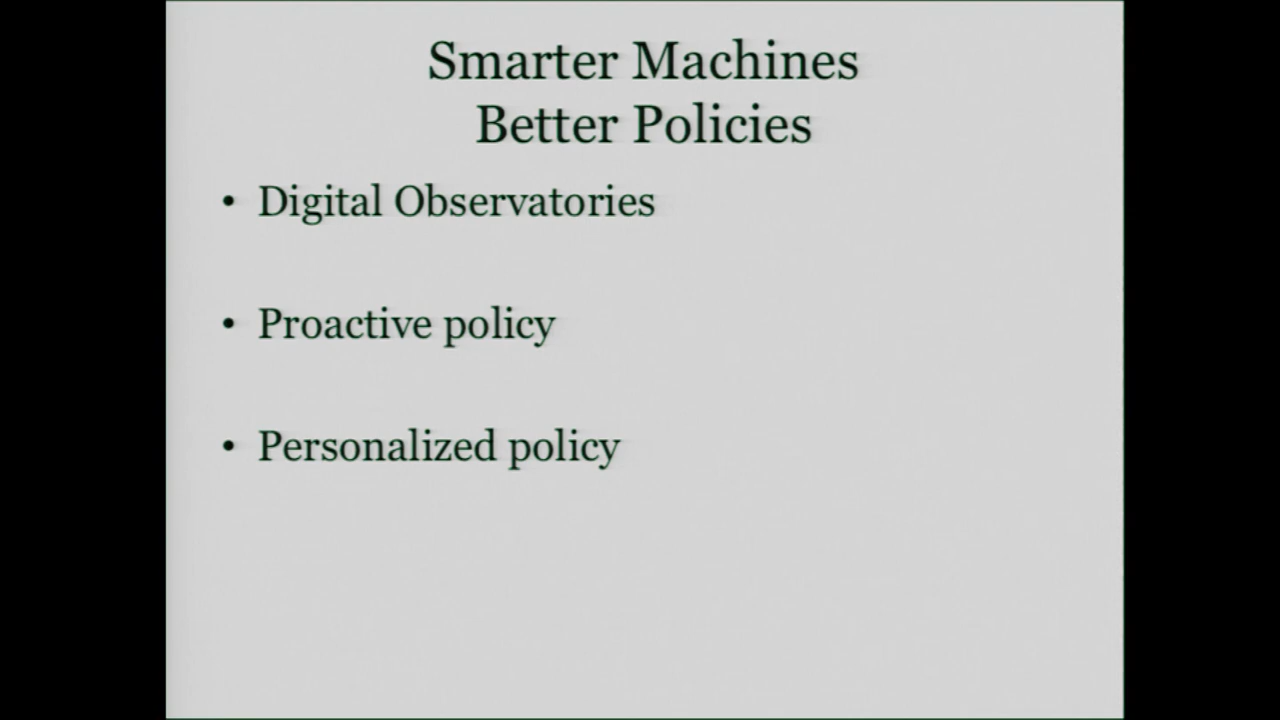 Smarter Machines
Better Policies
• Digital Observatories
• Proactive policy
• Personalized policy